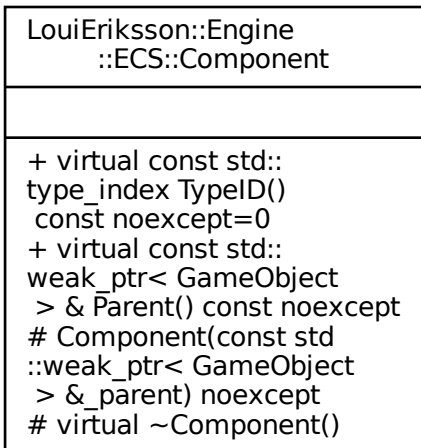 LouiEriksson::Engine
::ECS::Component
+ virtual const std::
type_index TypeID()
const noexcept=0
+ virtual const std::
weak_ptr< GameObject
> & Parent() const noexcept
# Component(const std
::weak_ptr< GameObject
> &_parent) noexcept
# virtual ~Component()